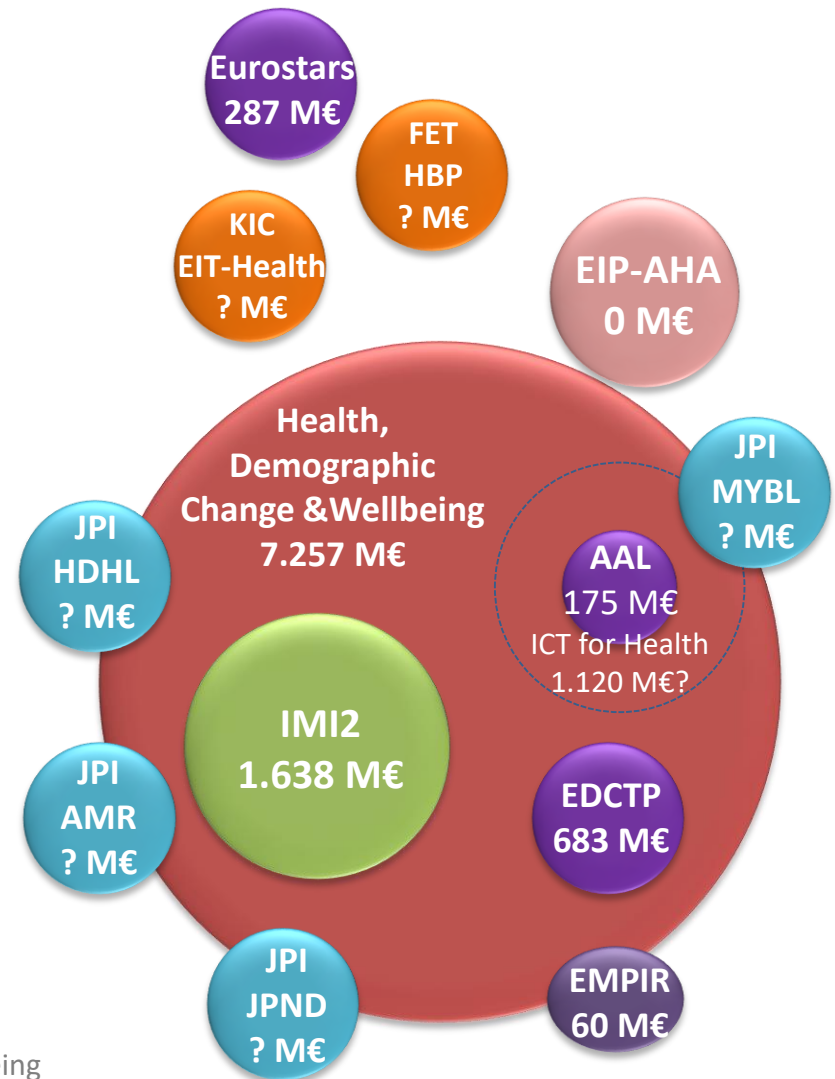 Eurostars
287 M€
FET
HBP
? M€
KIC
EIT-Health
? M€
EIP-AHA
0 M€
Health,
Demographic
Change &Wellbeing
7.257 M€
JPI
MYBL
? M€
JPI
HDHL
? M€
AAL
175 M€
ICT for Health
1.120 M€?
IMI2
1.638 M€
JPI
AMR
? M€
EDCTP
683 M€
JPI
JPND
? M€
EMPIR
60 M€
eing